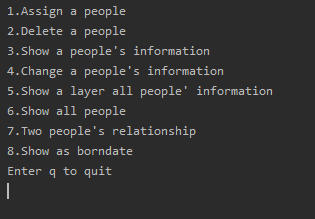 1.Assign a people
2.Delete a people
3.Show a people's information
4.Change a people's information
5.Show a layer all people' information
6.Show all people
7.Two people's relationship
8.Show as borndate
Enter q to quit